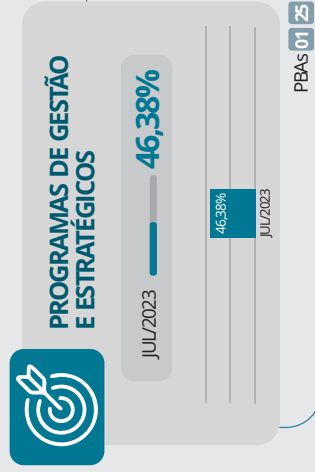 PROGRAMAS DE GESTÃO
E ESTRATÉGICOS
JUL/2023 46,38%
46,38%
JUL/2023
PBAs 01 25